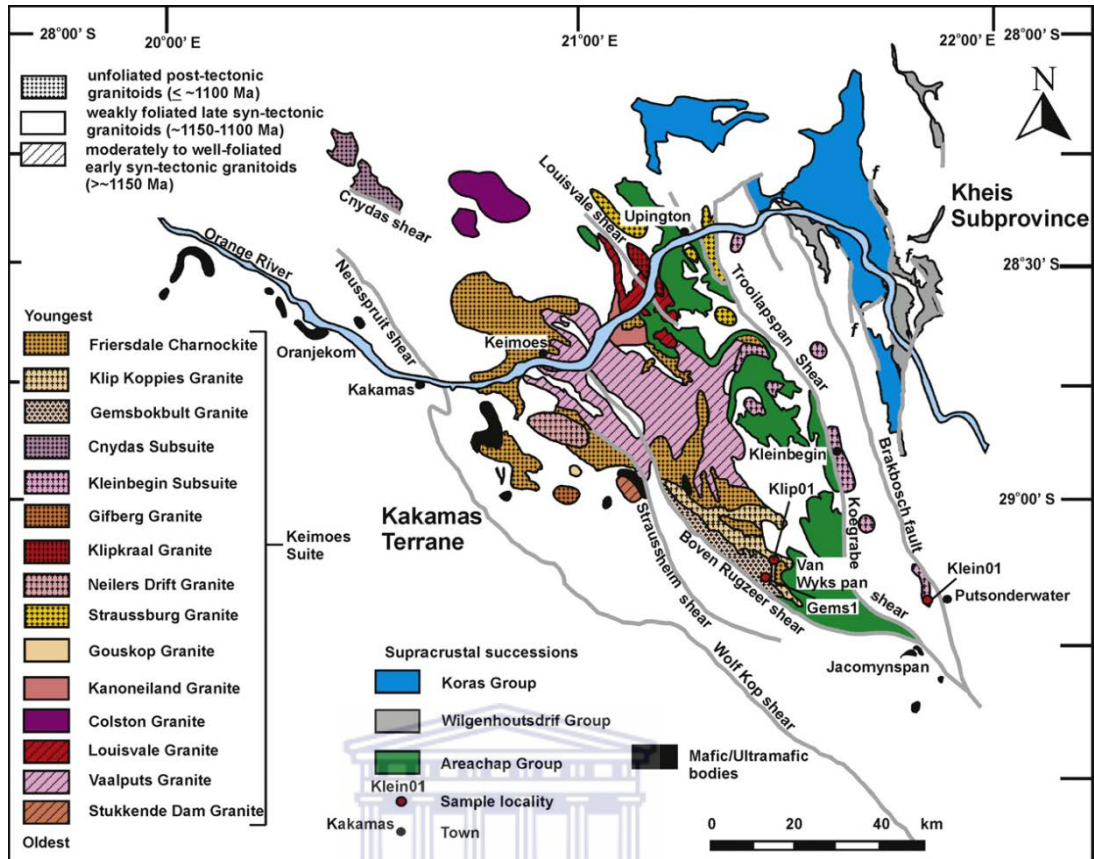 28°00' S
20°00' E
21°00' E
22°00' E
28°00' S
unfoliated post-tectonic
granitoids (≤ ~1100 Ma)
weakly foliated late syn-tectonic
granitoids (~1150-1100 Ma)
moderately to well-foliated
early syn-tectonic granitoids
(>~1150 Ma)
N
Kheis
Subprovince
Cnydas shear
Louisvale shear
Upington
f
f
f
f
28°30' S
Orange River
Neusspruit shear
Trooilapspan Shear
Oranjekom
Keimoes
Kakamas
Kleinbegin
Koegrabe
shear
Brakbosch fault
29°00' S
Klip01
Van
Wyks pan
Gems1
Klein01
Putsonderwater
Kakamas
Terrane
Straussheim shear
Boven Rugzeer shear
Wolf Kop shear
Jacomynspan
Youngest
Friersdale Charnockite
Klip Koppies Granite
Gemsbokbult Granite
Cnydas Subsuite
Kleinbegin Subsuite
Gifberg Granite
Klipkraal Granite
Neilers Drift Granite
Straussburg Granite
Gouskop Granite
Kanoneiland Granite
Colston Granite
Louisvale Granite
Vaalputs Granite
Stukkende Dam Granite
Oldest
Keimoes
Suite
Supracrustal successions
Koras Group
Wilgenhoutsdrif Group
Areachap Group
Mafic/Ultramafic
bodies
Klein01
Sample locality
Kakamas
Town
0 20 40 km